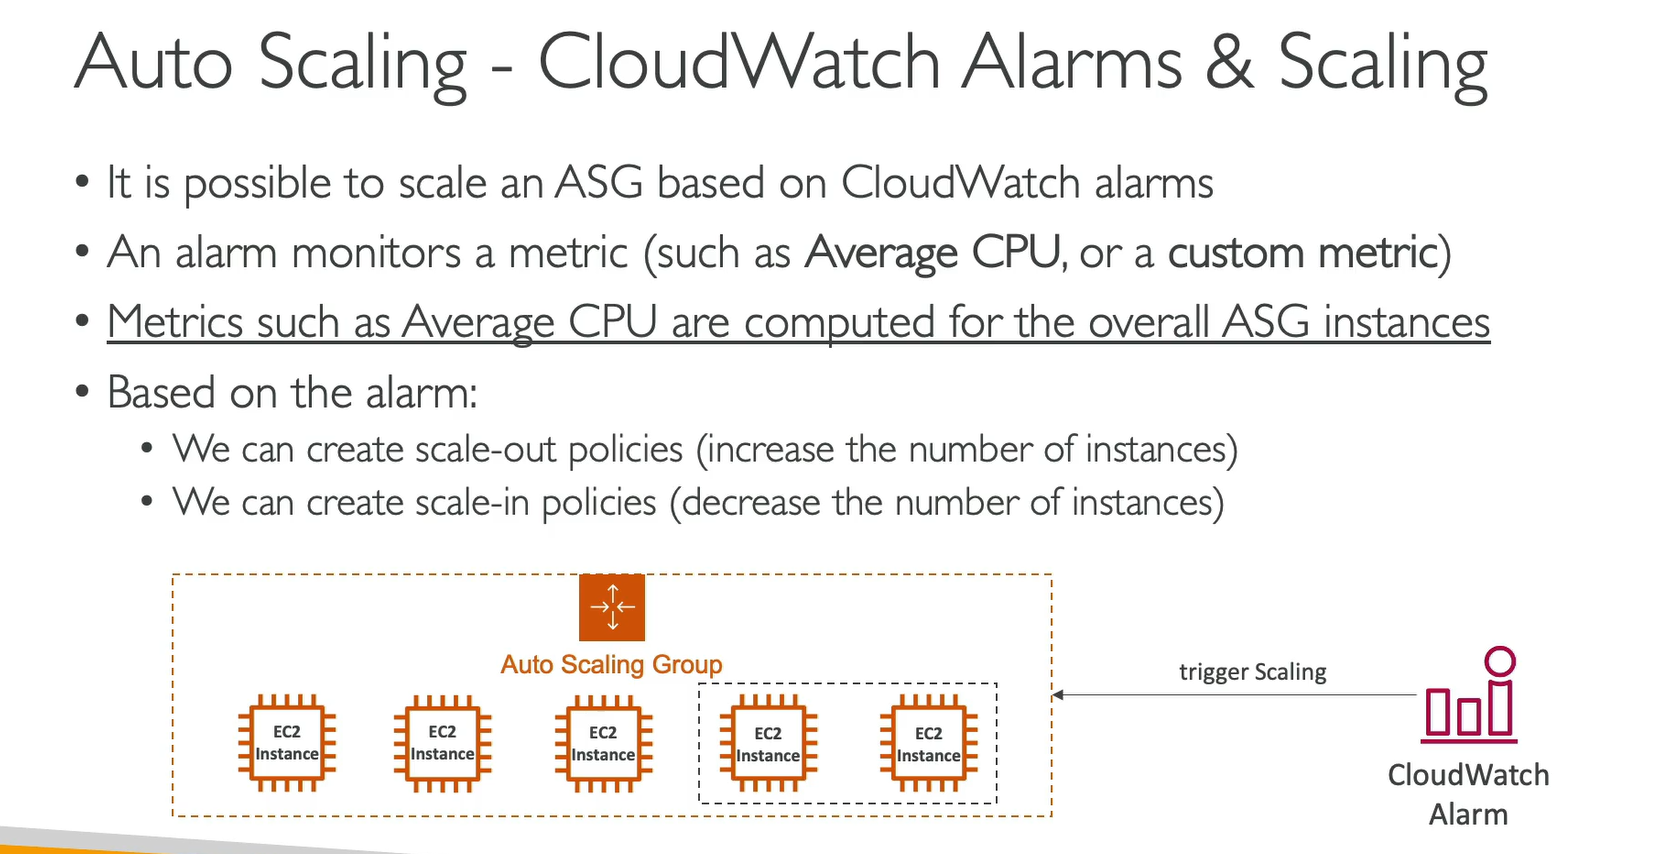 Auto Scaling - CloudWatch Alarms & Scaling
• It is possible to scale an ASG based on CloudWatch alarms
• An alarm monitors a metric (such as Average CPU, or a custom metric)
• Metrics such as Average CPU are computed for the overall ASG instances
• Based on the alarm:
• We can create scale-out policies (increase the number of instances)
• We can create scale-in policies (decrease the number of instances)
Auto Scaling Group
trigger Scaling
EC2
Instance
EC2
Instance
EC2
Instance
EC2
Instance
EC2
Instance
CloudWatch
Alarm